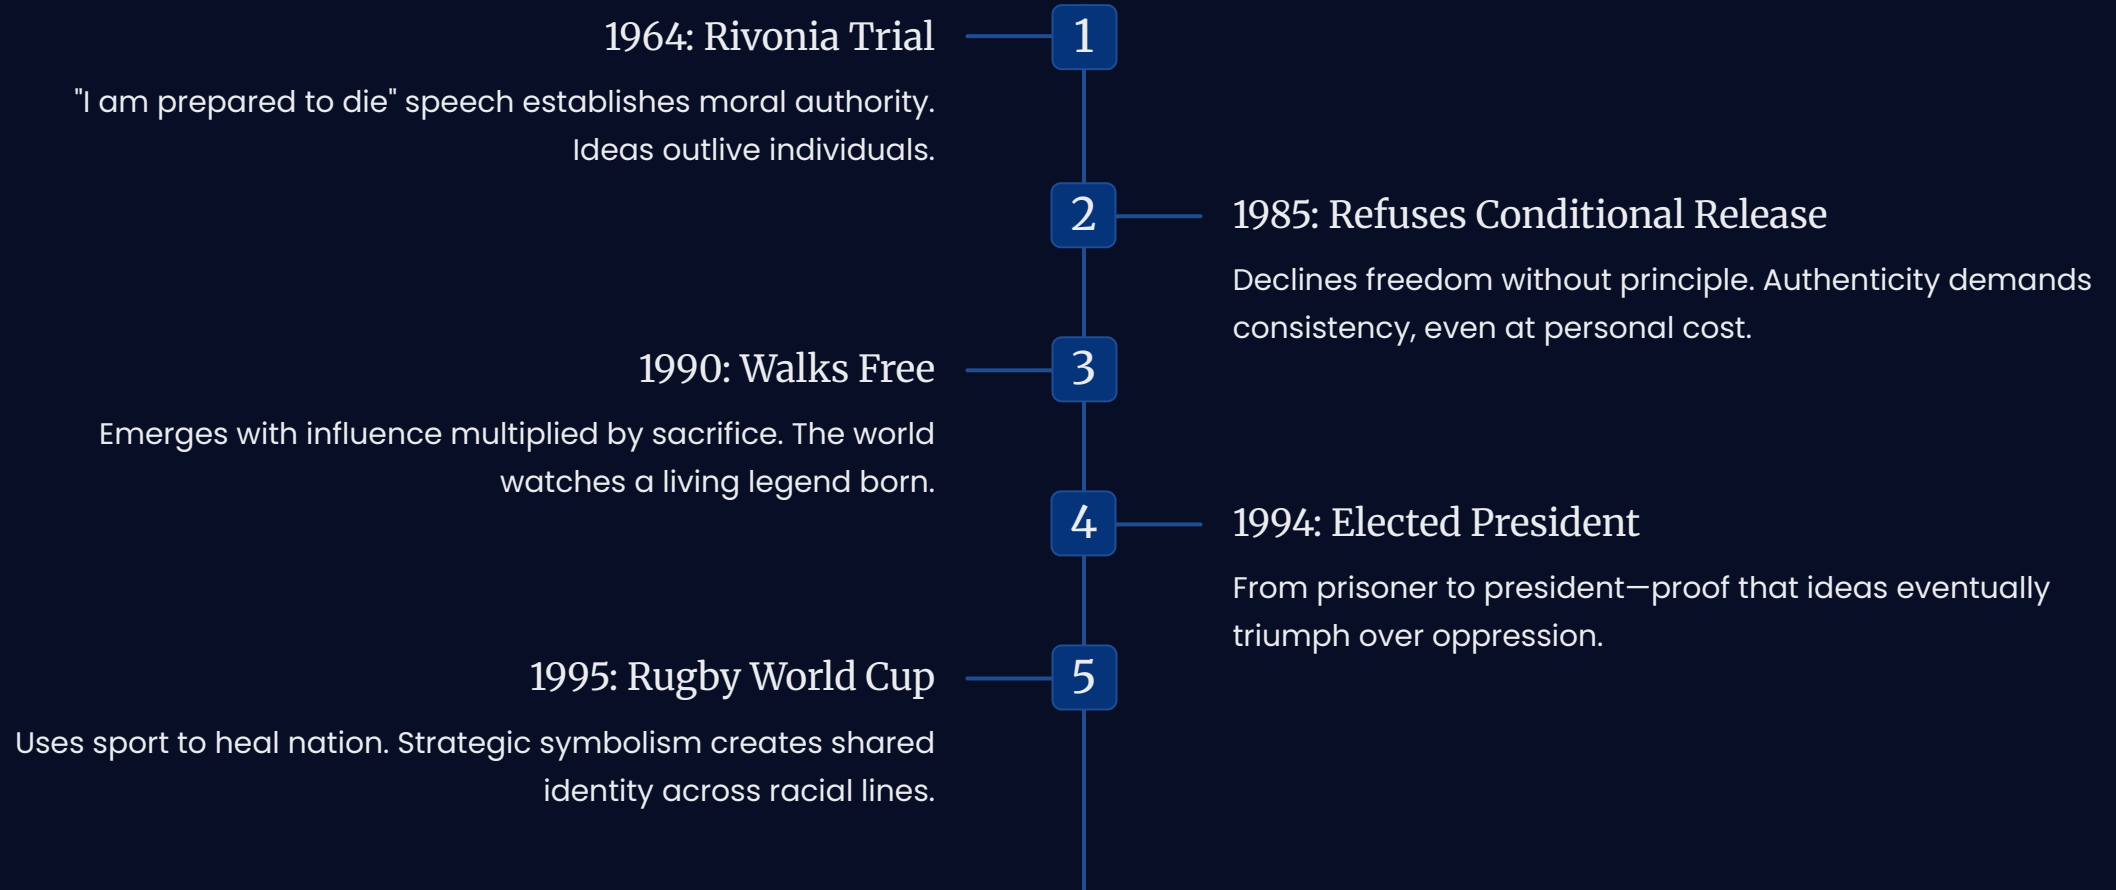 1964: Rivonia Trial
1
"I am prepared to die" speech establishes moral authority.
Ideas outlive individuals.
2
1985: Refuses Conditional Release
Declines freedom without principle. Authenticity demands
consistency, even at personal cost.
1990: Walks Free
3
Emerges with influence multiplied by sacrifice. The world
watches a living legend born.
4
1994: Elected President
From prisoner to president—proof that ideas eventually
triumph over oppression.
1995: Rugby World Cup
5
Uses sport to heal nation. Strategic symbolism creates shared
identity across racial lines.